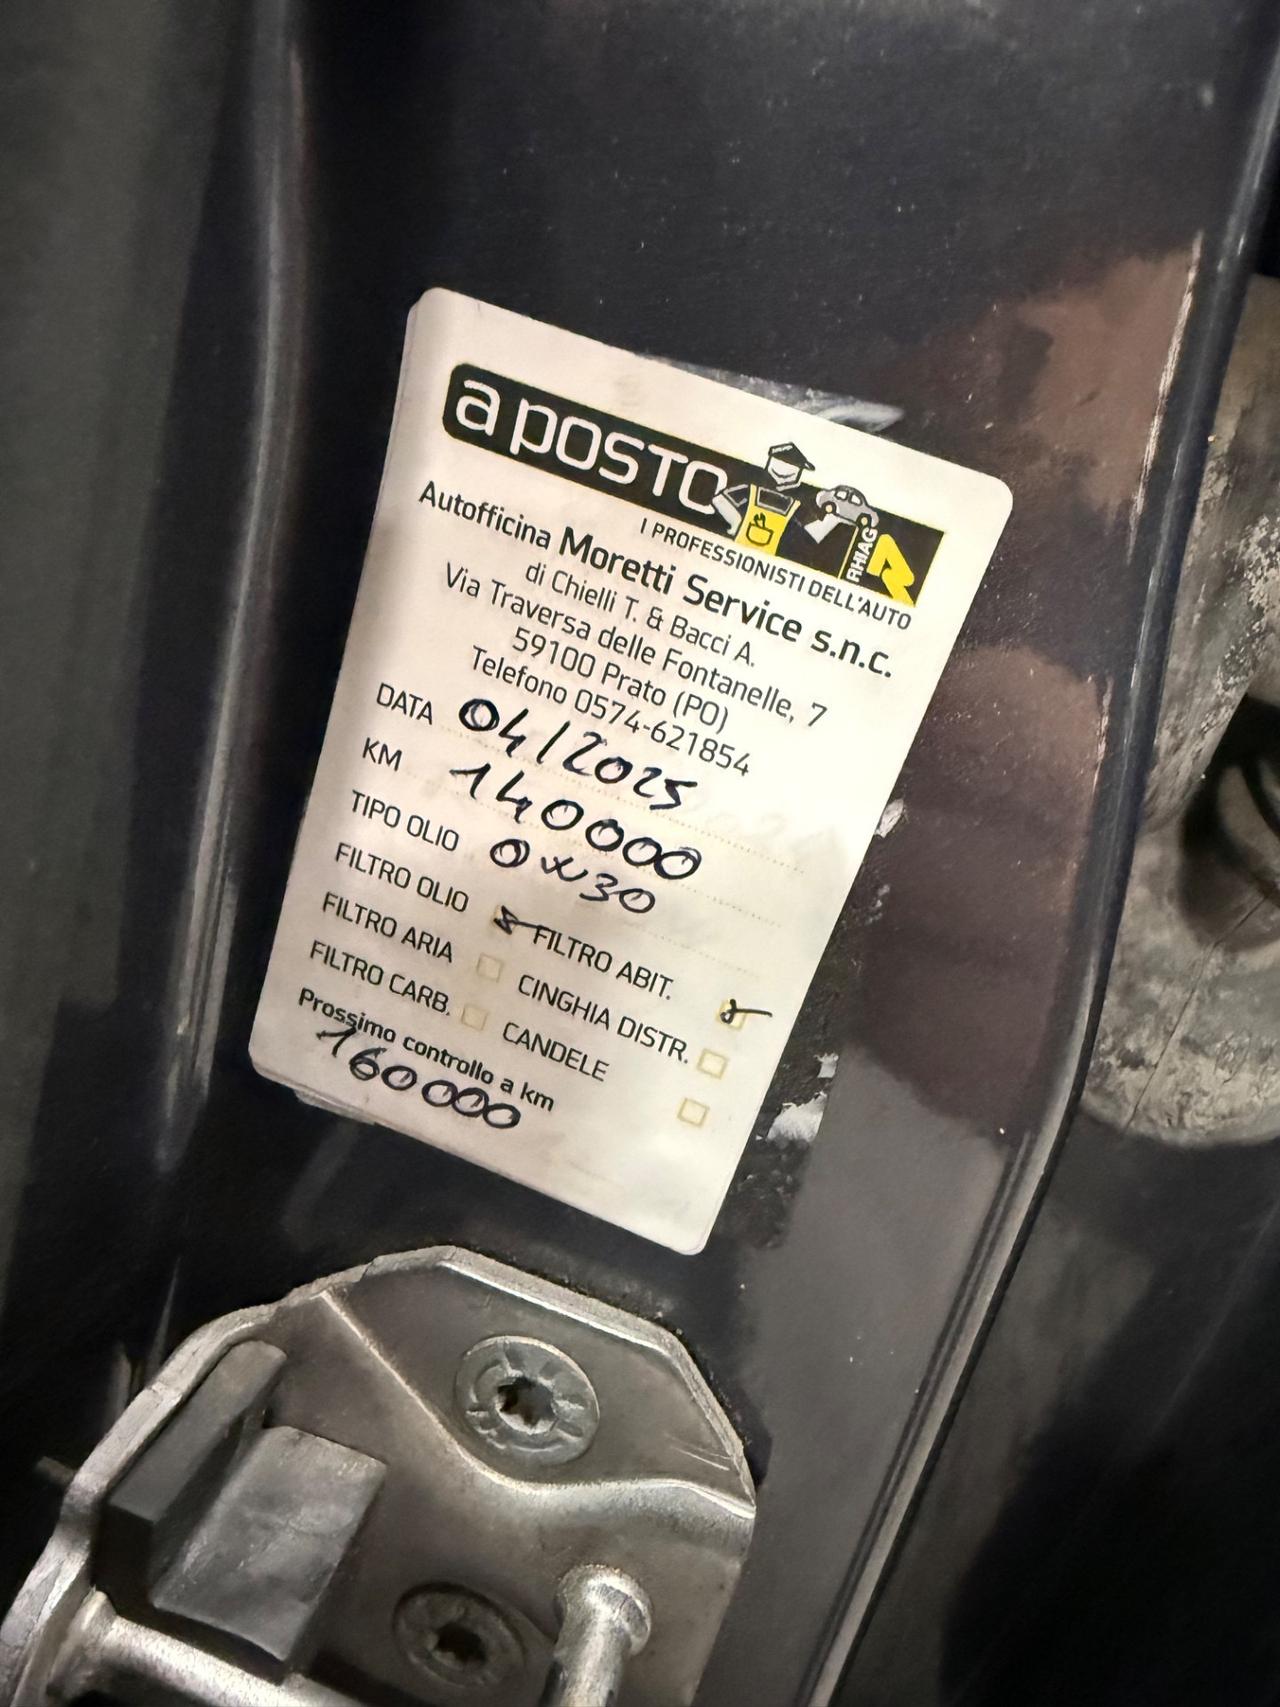 a posto
I PROFESSIONISTI DELL'AUTO
RHIAG
Autofficina Moretti Service s.n.c.
di Chielli T. & Bacci A.
Via Traversa delle Fontanelle, 7
59100 Prato (PO)
Telefono 0574-621854
DATA 04/2025
KM 140000
TIPO OLIO 0W30
FILTRO OLIO FILTRO ABIT.
FILTRO ARIA CINGHIA DISTR.
FILTRO CARB. CANDELE
Prossimo controllo a km
160000